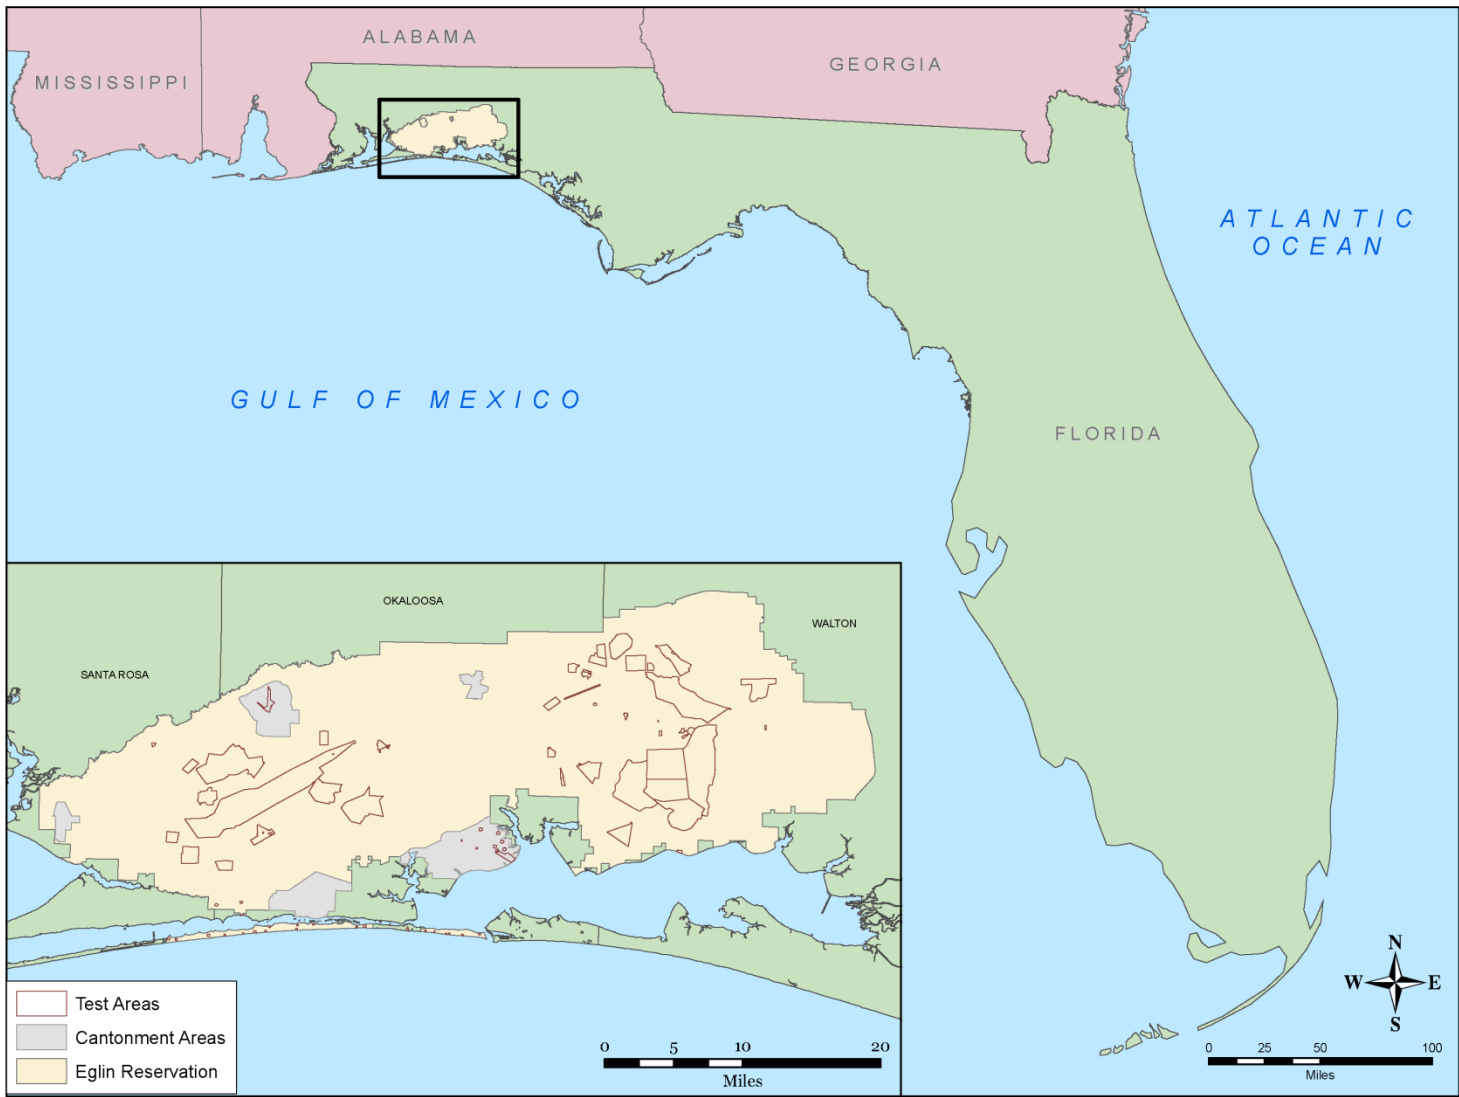 ALABAMA
MISSISSIPPI
GEORGIA
ATLANTIC
OCEAN
GULF OF MEXICO
FLORIDA
OKALOOSA
WALTON
SANTA ROSA
Test Areas
Cantonment Areas
Eglin Reservation
0 5 10 20
Miles
N
W E
S
0 25 50 100
Miles